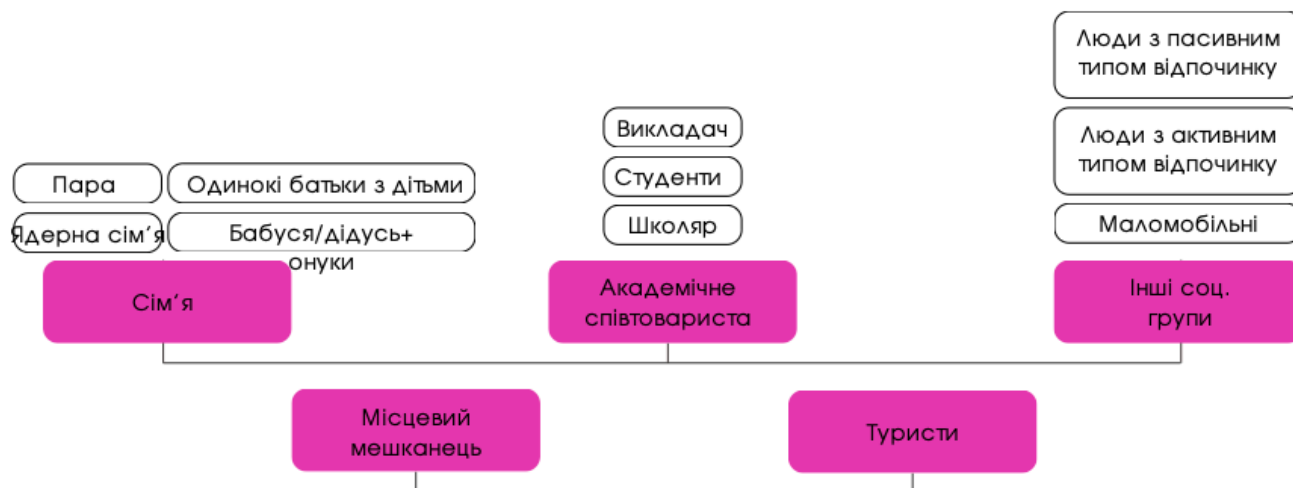 Люди з пасивним
типом відпочинку
Викладач
Люди з активним
типом відпочинку
Пара
Одинокі батьки з дітьми
Студенти
Ядерна сім’я
Бабуся/дідусь+
онуки
Школяр
Маломобільні
Сім’я
Академічне
співтовариста
Інші соц.
групи
Місцевий
мешканець
Туристи